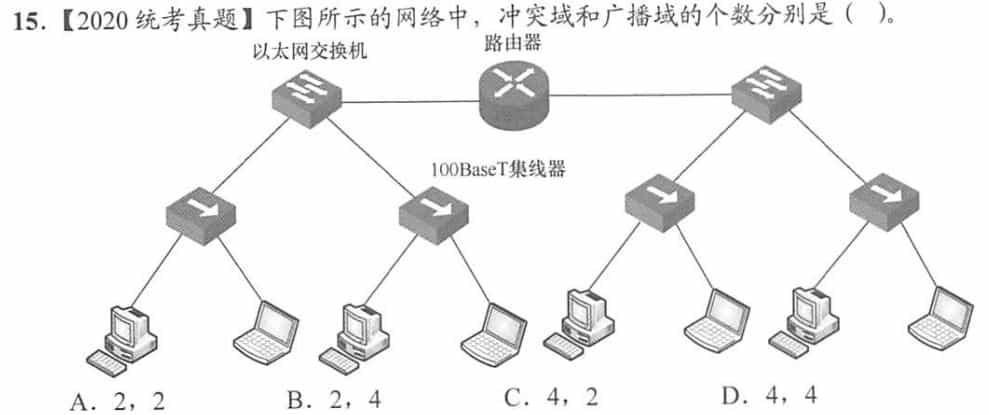 15.【2020 统考真题】下图所示的网络中，冲突域和广播域的个数分别是（ ）。
以太网交换机
路由器
100BaseT集线器
A. 2，2 B. 2，4 C. 4，2 D. 4，4